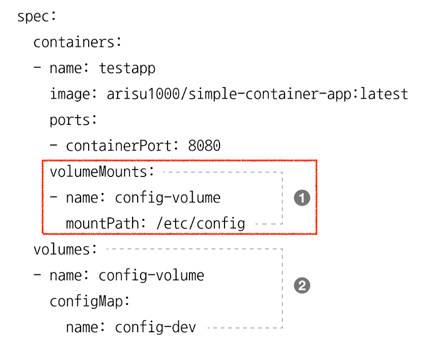 spec:
  containers:
  - name: testapp
    image: arisu1000/simple-container-app:latest
    ports:
    - containerPort: 8080
    volumeMounts:
    - name: config-volume ❶
      mountPath: /etc/config
  volumes:
  - name: config-volume
    configMap: ❷
      name: config-dev